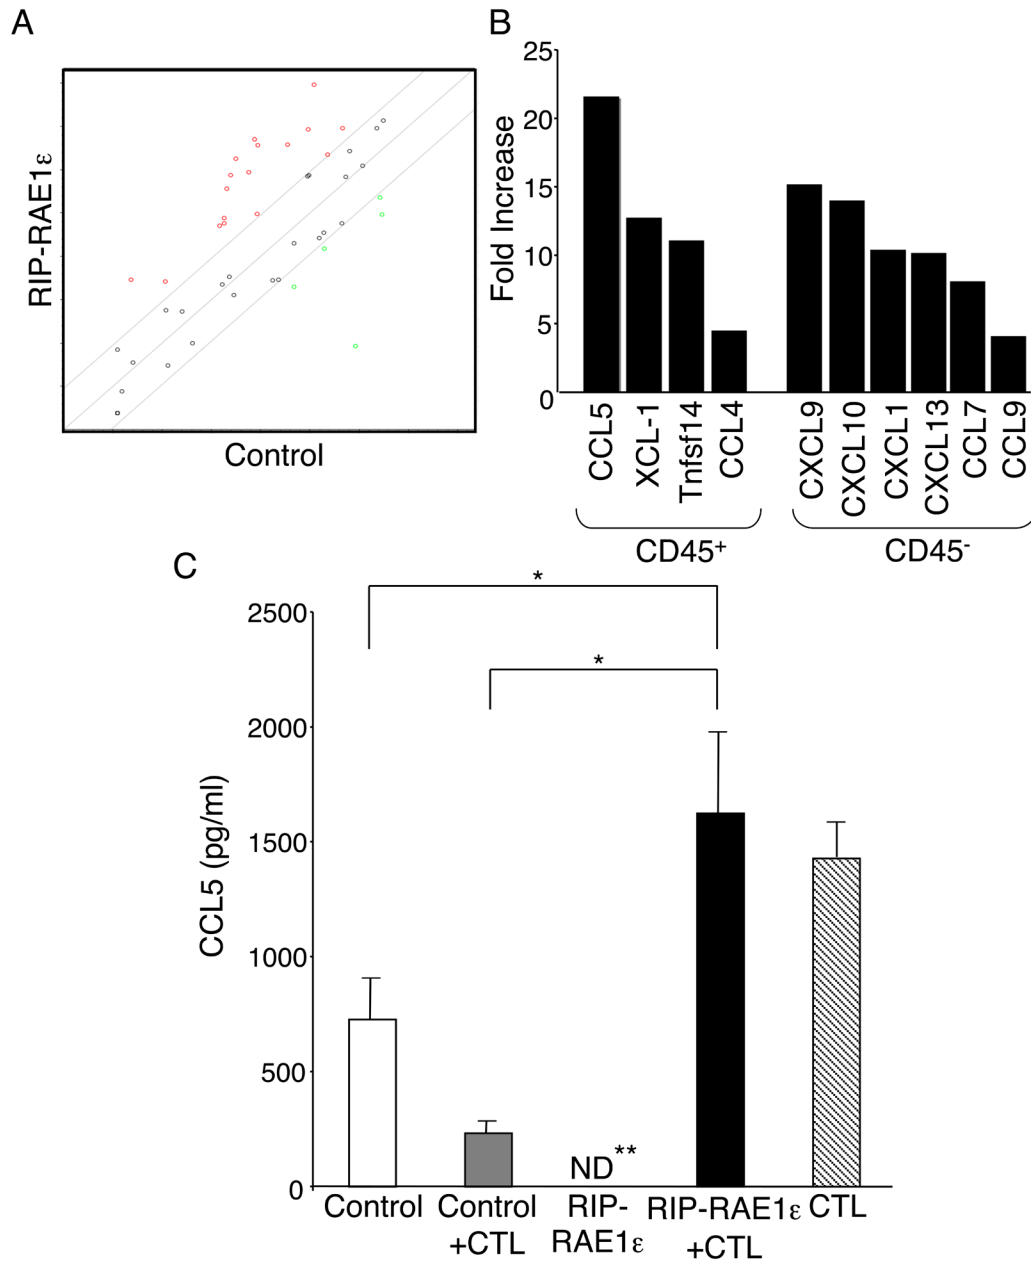 A
RIP-RAE1ε
Control
B
Fold Increase
25
20
15
10
5
0
CCL5
XCL-1
Tnfsf14
CCL4
CXCL9
CXCL10
CXCL1
CXCL13
CCL7
CCL9
CD45+
CD45-
C
CCL5 (pg/ml)
2500
2000
1500
1000
500
0
*
*
ND**
Control
Control
+CTL
RIP-
RAE1ε
RIP-RAE1ε
+CTL
CTL